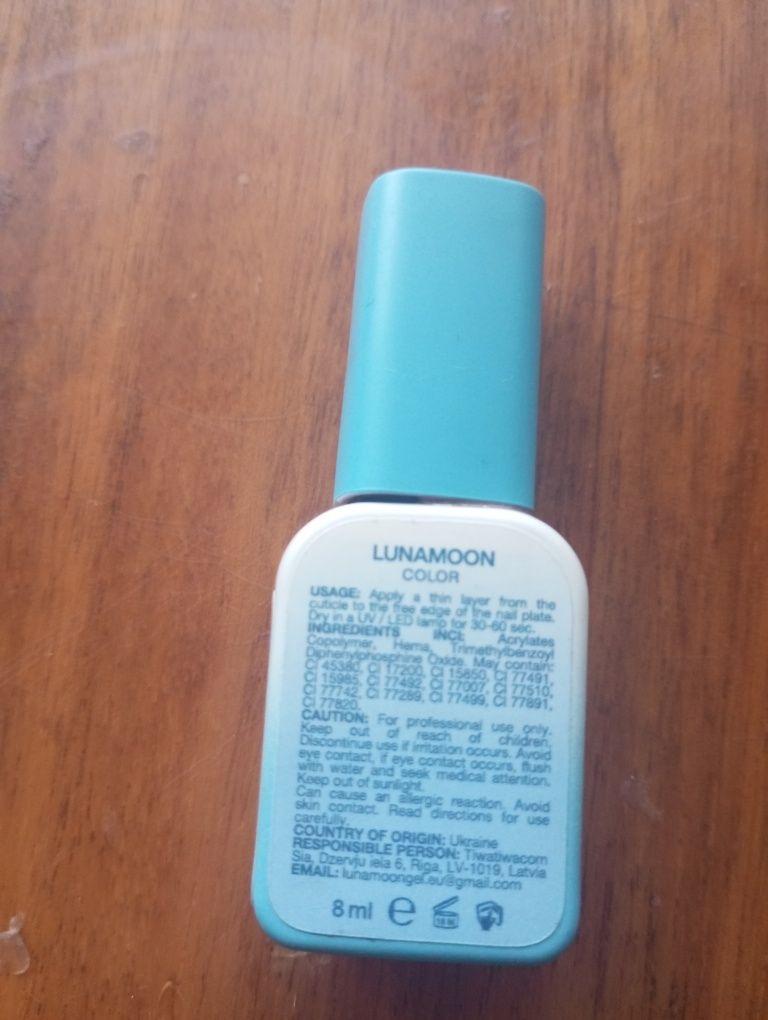 LUNAMOON
COLOR
USAGE: Apply a thin layer from the
cuticle to the free edge of the nail plate.
Dry in a UV / LED lamp for 30-60 sec.
INGREDIENTS INCI: Acrylates
Copolymer, Hema, Trimethylbenzoyl
Diphenylphosphine Oxide. May contain:
CI 45380, CI 17200, CI 15850, CI 77491,
CI 15985, CI 77492, CI 77007, CI 77510,
CI 77742, CI 77289, CI 77499, CI 77891,
CI 77820.
CAUTION: For professional use only.
Keep out of reach of children.
Discontinue use if irritation occurs. Avoid
eye contact, if eye contact occurs, flush
with water and seek medical attention.
Keep out of sunlight.
Can cause an allergic reaction. Avoid
skin contact. Read directions for use
carefully.
COUNTRY OF ORIGIN: Ukraine
RESPONSIBLE PERSON: Tiwatiwacom
Sia, Dzervju iela 6, Riga, LV-1019, Latvia
EMAIL: lunamoongel.eu@gmail.com
8 ml e 18 M